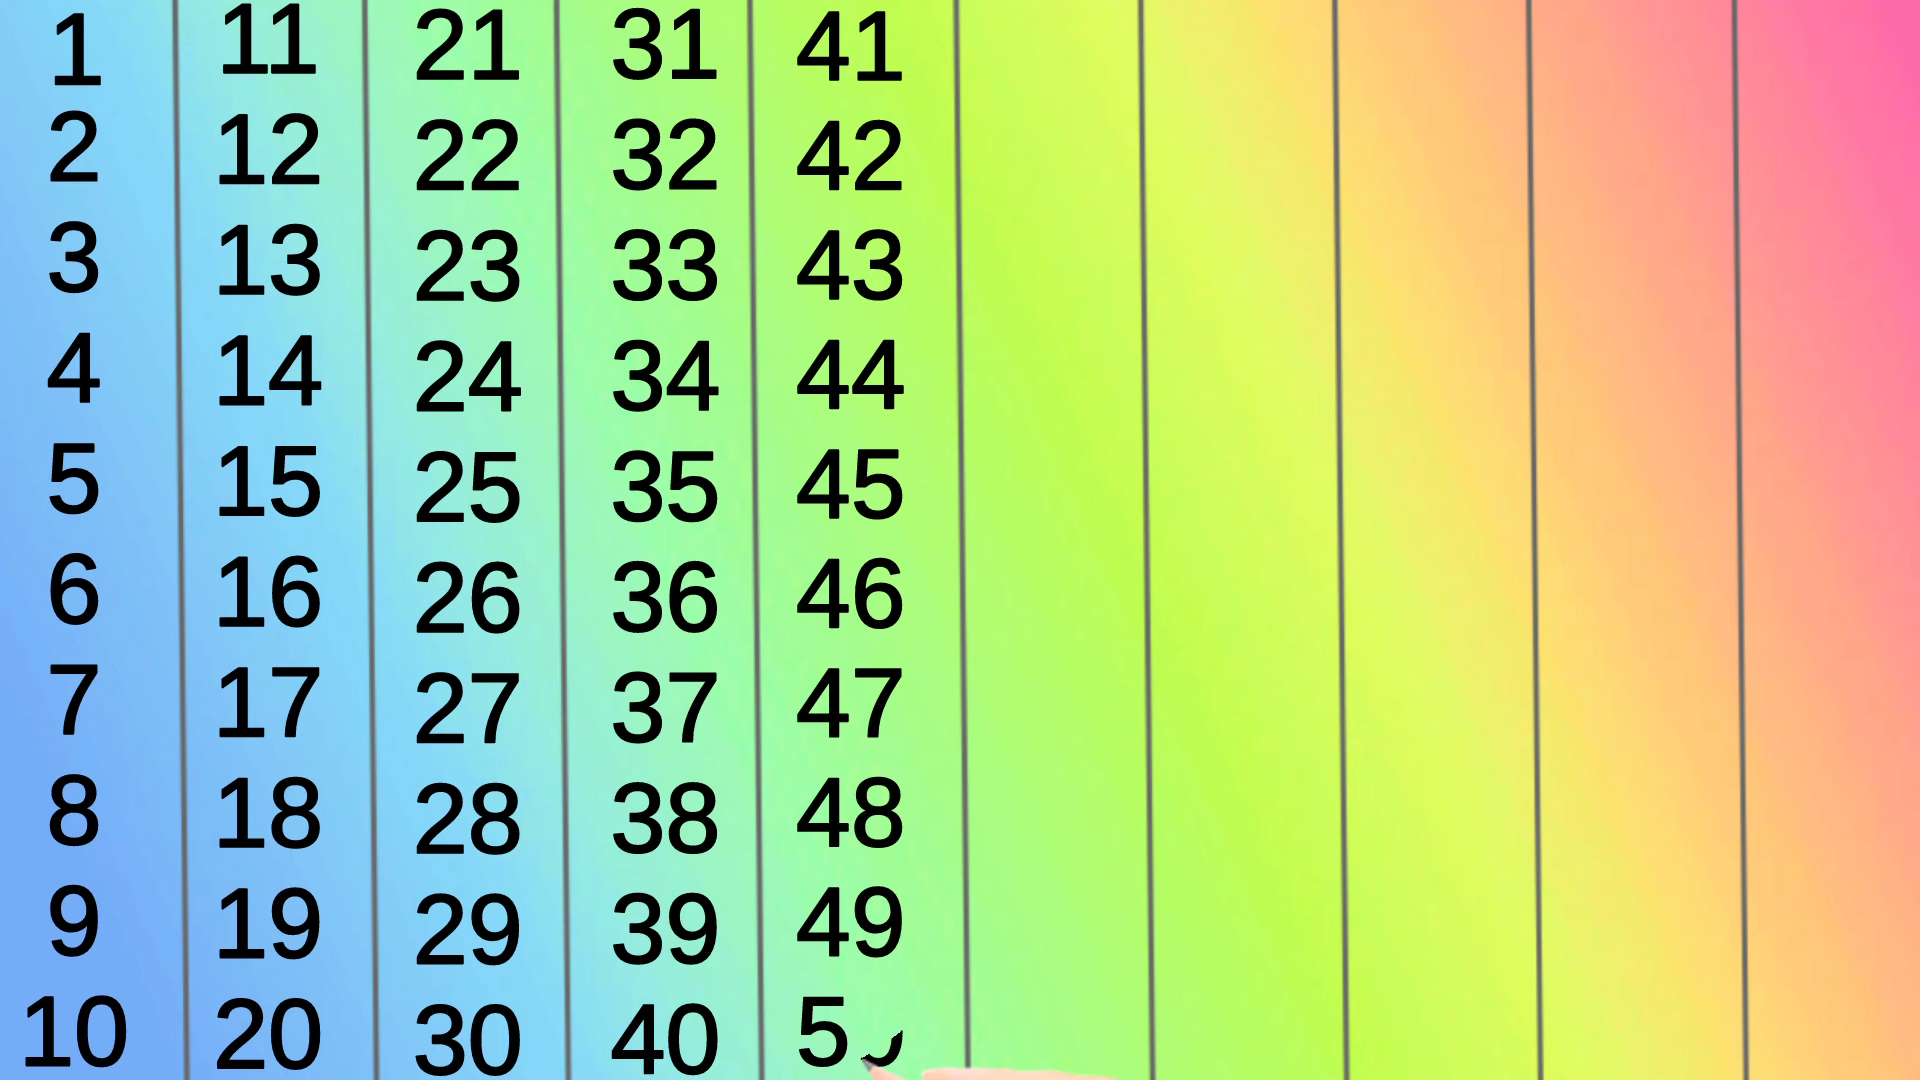 1 11 21 31 41
2 12 22 32 42
3 13 23 33 43
4 14 24 34 44
5 15 25 35 45
6 16 26 36 46
7 17 27 37 47
8 18 28 38 48
9 19 29 39 49
10 20 30 40 5